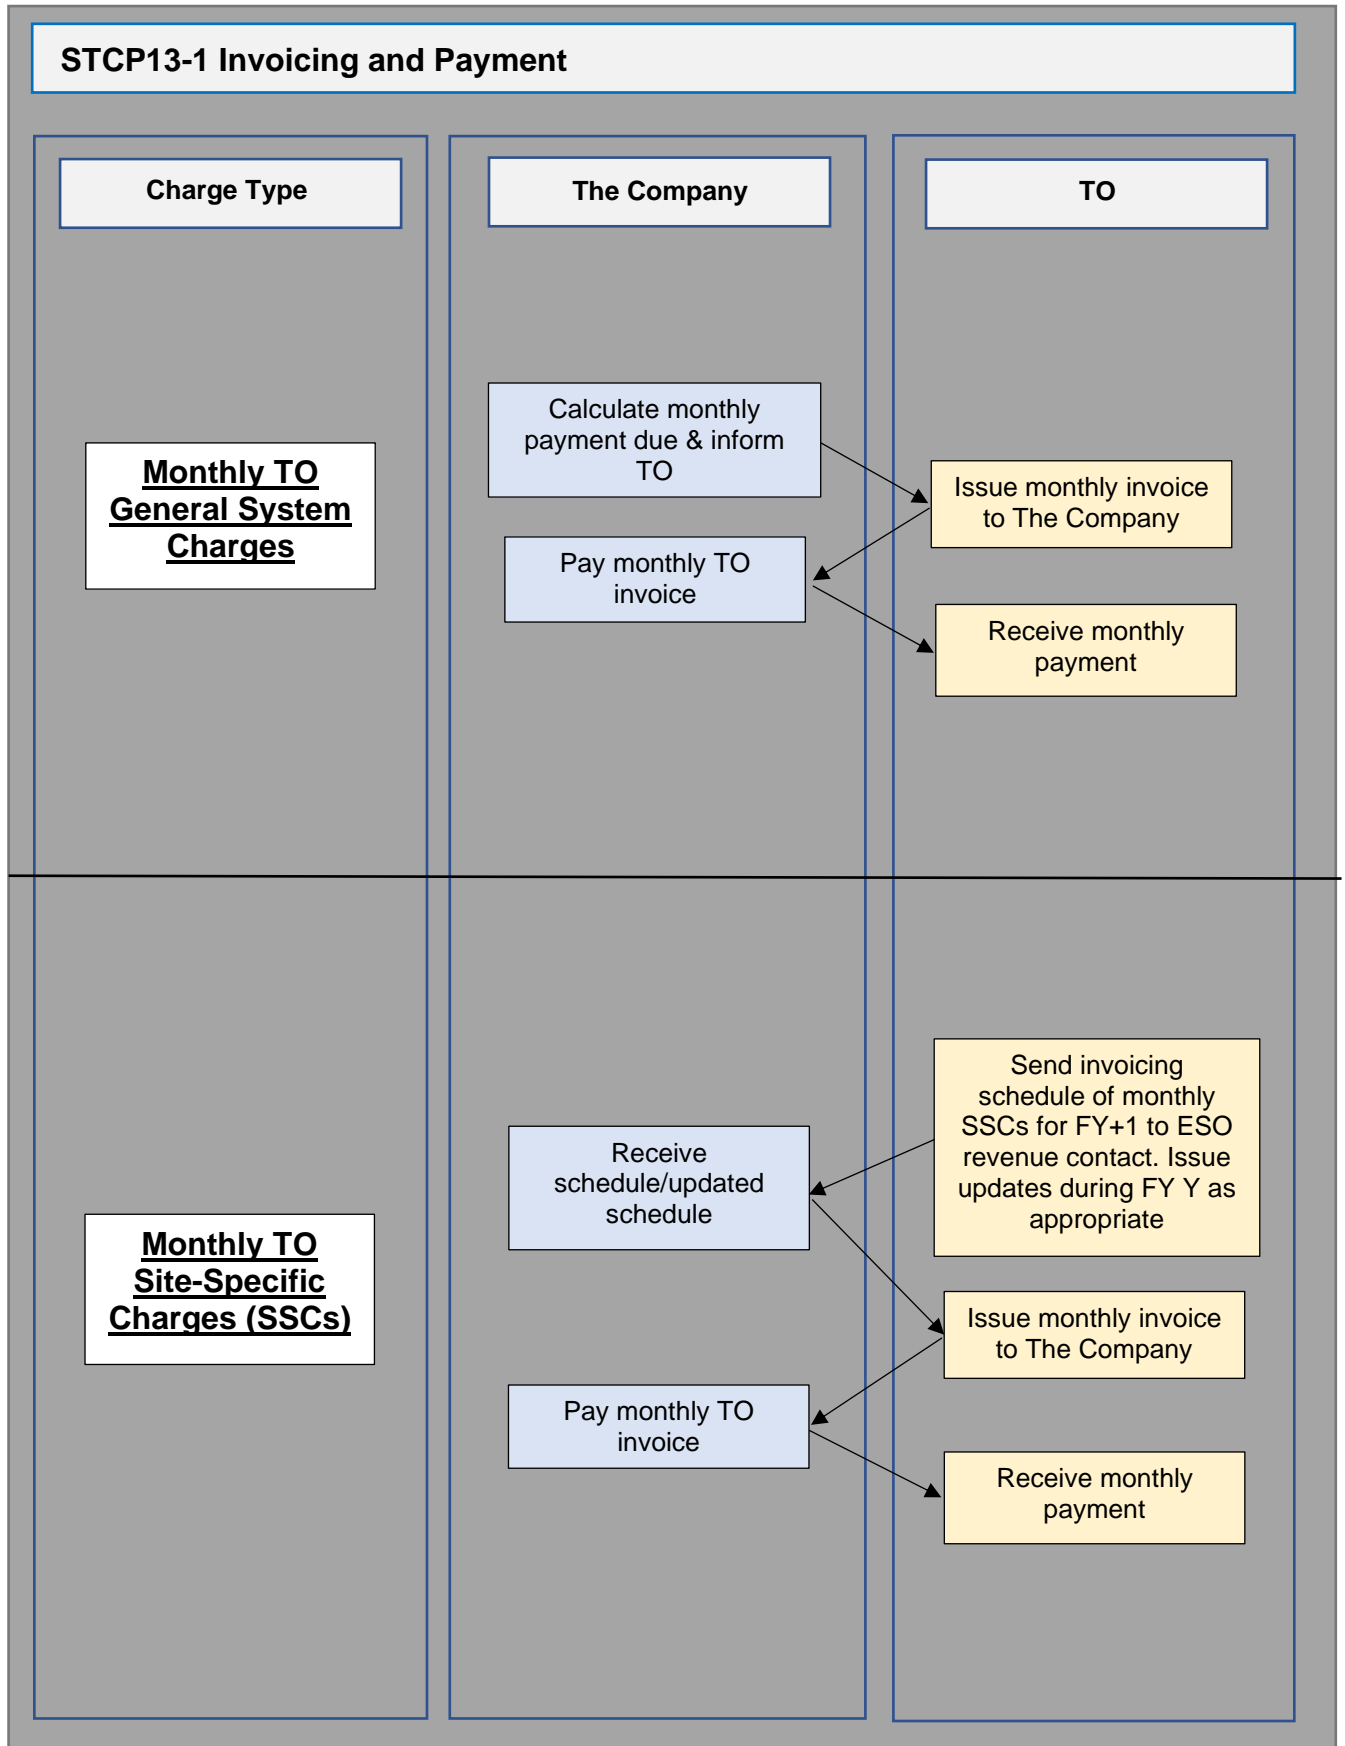 STCP13-1 Invoicing and Payment
Charge Type
The Company
TO
Monthly TO
General System
Charges
Calculate monthly
payment due & inform
TO
Issue monthly invoice
to The Company
Pay monthly TO
invoice
Receive monthly
payment
Monthly TO
Site-Specific
Charges (SSCs)
Send invoicing
schedule of monthly
SSCs for FY+1 to ESO
revenue contact. Issue
updates during FY Y as
appropriate
Receive
schedule/updated
schedule
Issue monthly invoice
to The Company
Pay monthly TO
invoice
Receive monthly
payment